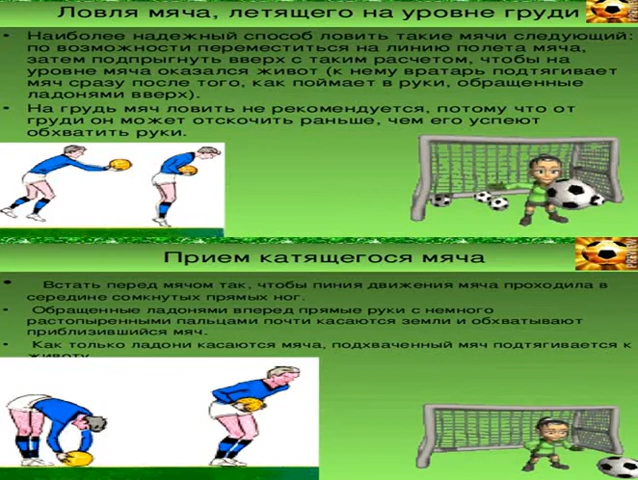 Ловля мяча, летящего на уровне груди
• Наиболее надежный способ ловить такие мячи следующий:
по возможности переместиться на линию полета мяча,
затем подпрыгнуть вверх с таким расчетом, чтобы на
уровне мяча оказался живот (к нему вратарь подтягивает
мяч сразу после того, как поймает в руки, обращенные
ладонями вверх).
• На грудь мяч ловить не рекомендуется, потому что от
груди он может отскочить раньше, чем его успеют
обхватить руки.
Прием катящегося мяча
• Встать перед мячом так, чтобы линия движения мяча проходила в
середине сомкнутых прямых ног.
• Обращенные ладонями вперед прямые руки с немного
растопыренными пальцами почти касаются земли и обхватывают
приблизившийся мяч.
• Как только ладони касаются мяча, подхваченный мяч подтягивается к
животу